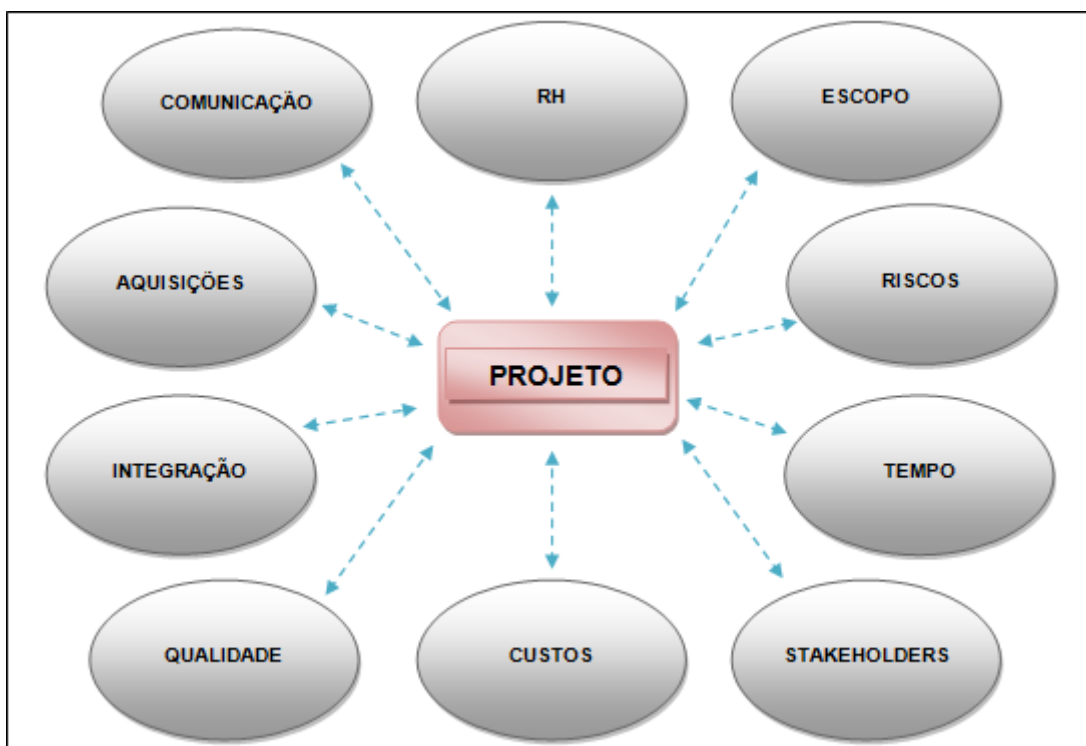 COMUNICAÇÃO
RH
ESCOPO
AQUISIÇÕES
RISCOS
PROJETO
INTEGRAÇÃO
TEMPO
QUALIDADE
CUSTOS
STAKEHOLDERS